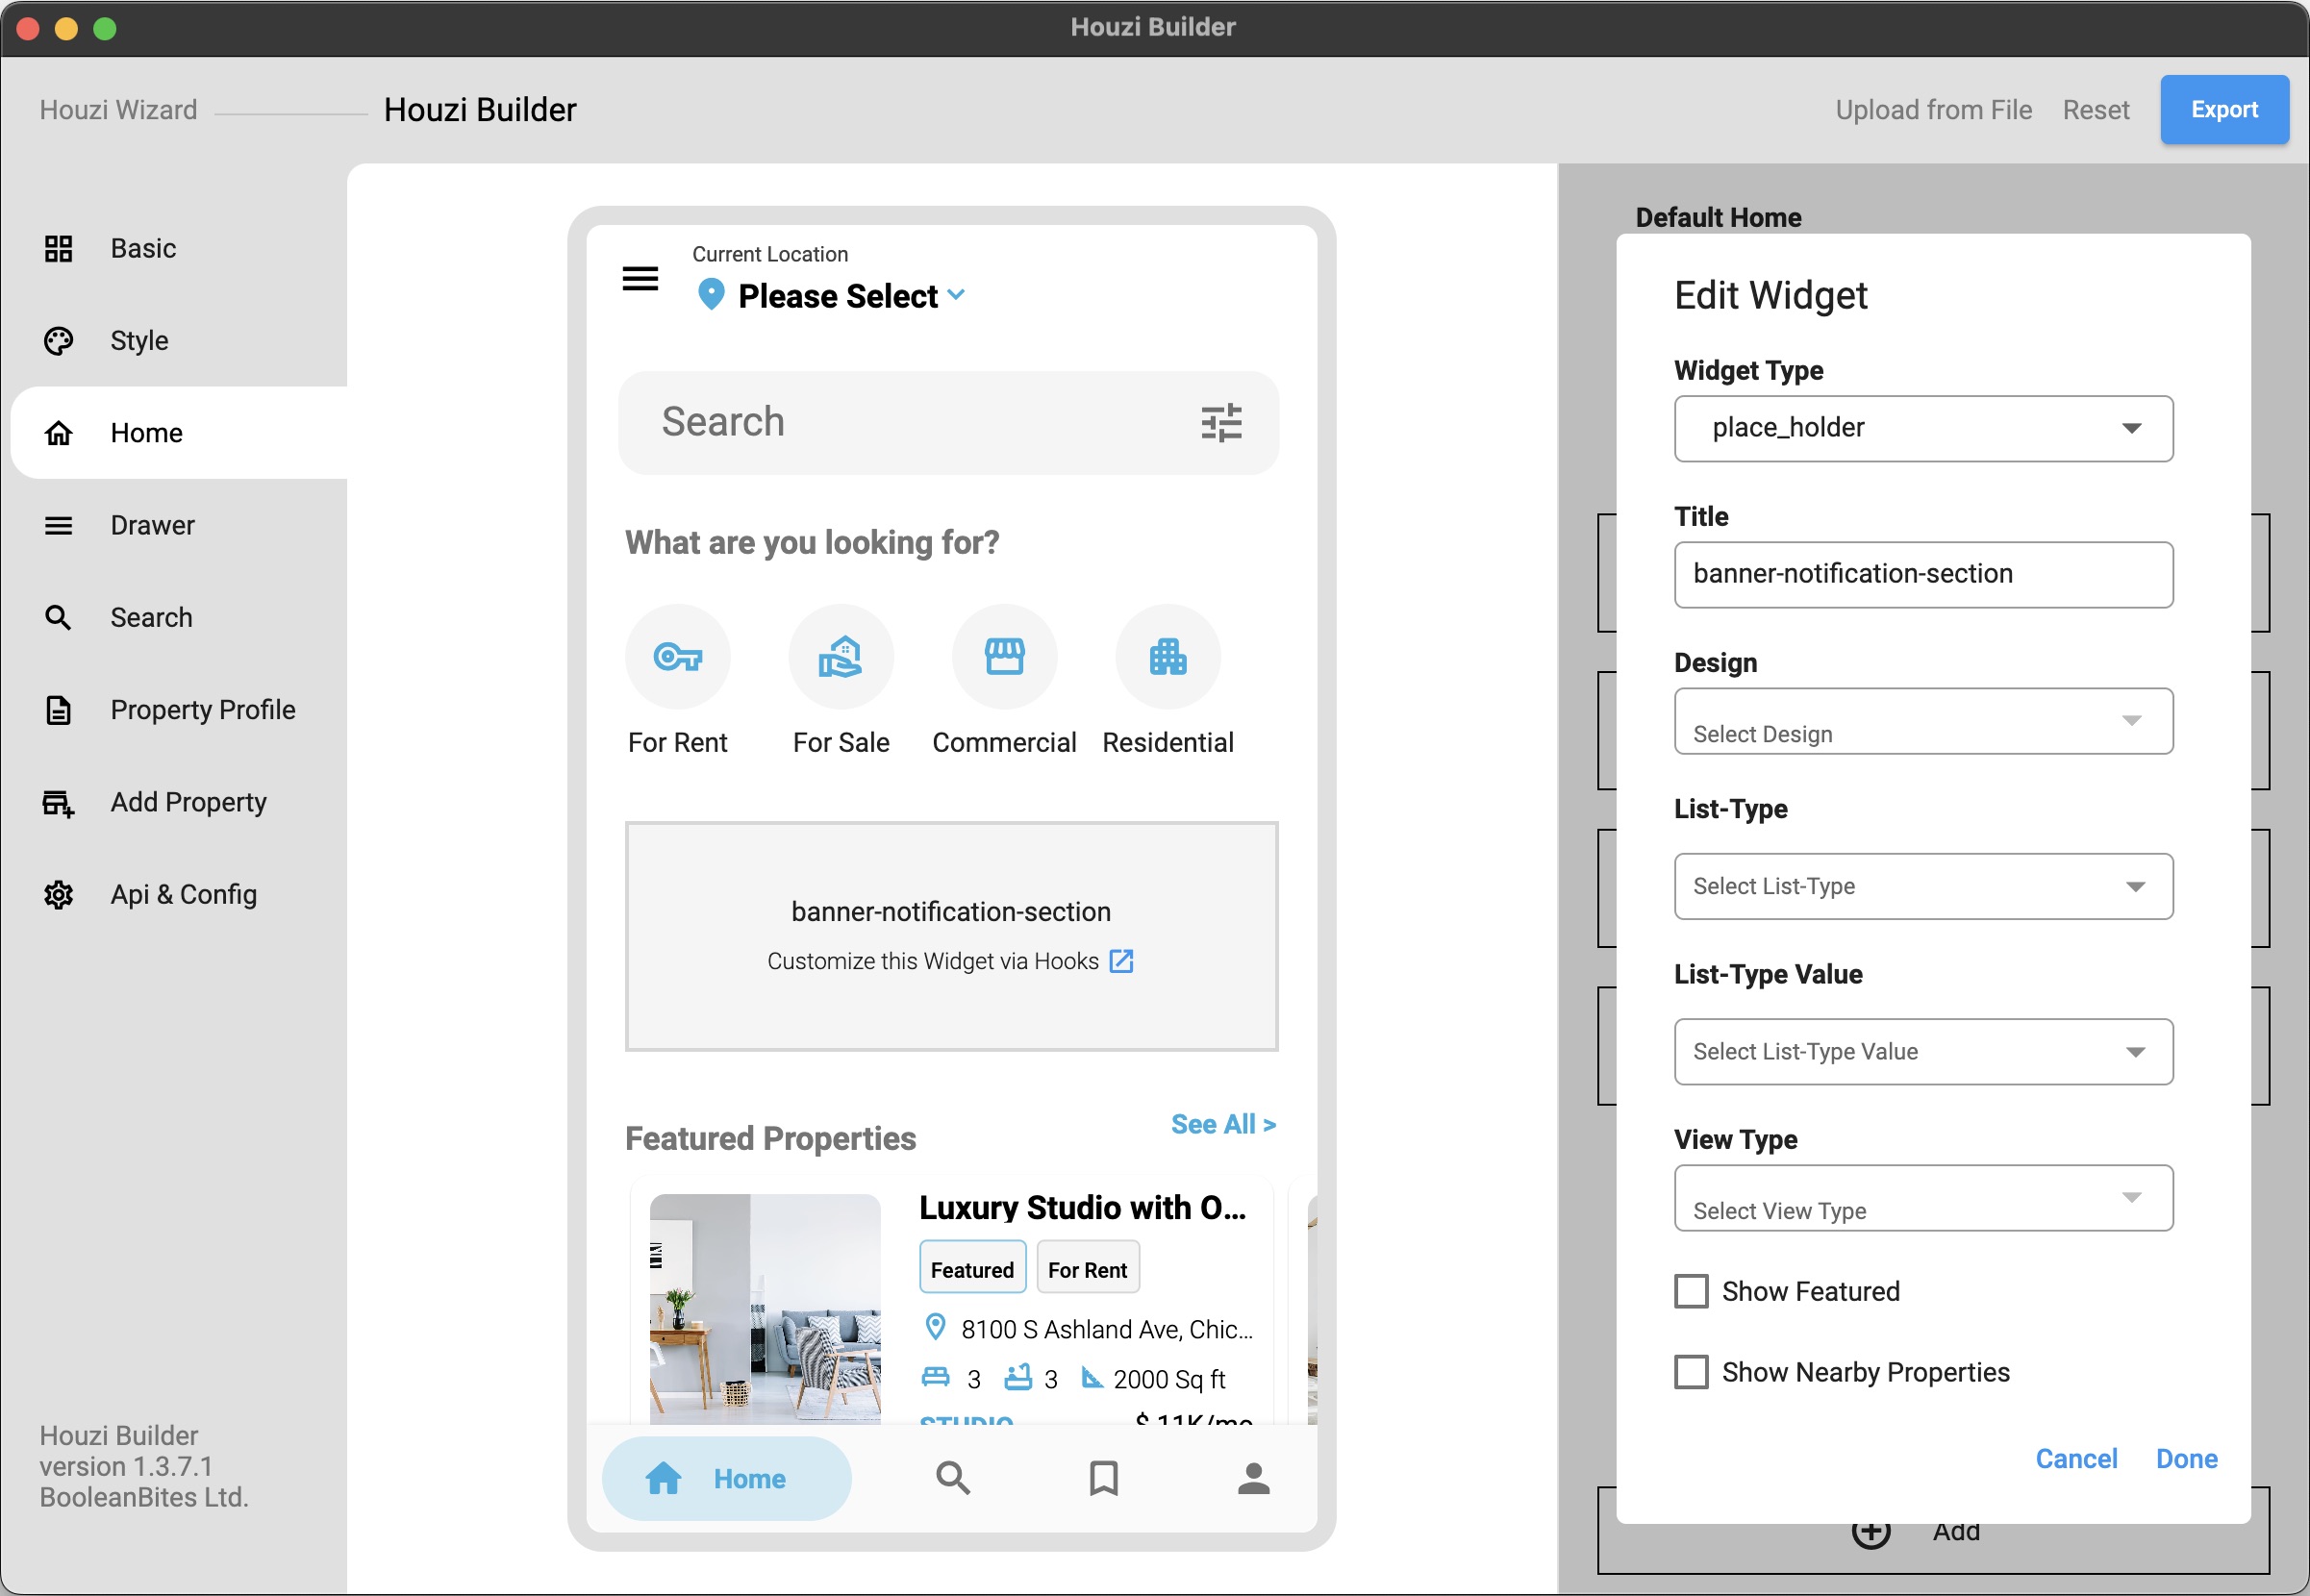 Houzi Builder
Houzi Wizard
Houzi Builder
Upload from File
Reset
Export
Basic
Style
Home
Drawer
Search
Property Profile
Add Property
Api & Config
Houzi Builder
version 1.3.7.1
BooleanBites Ltd.
Current Location
Please Select
Search
What are you looking for?
For Rent
For Sale
Commercial
Residential
banner-notification-section
Customize this Widget via Hooks
Featured Properties
See All >
Luxury Studio with O...
Featured
For Rent
8100 S Ashland Ave, Chic...
3
3
2000 Sq ft
STUDIO
$ 11K/mo
Home
Default Home
Edit Widget
Widget Type
place_holder
Title
banner-notification-section
Design
Select Design
List-Type
Select List-Type
List-Type Value
Select List-Type Value
View Type
Select View Type
Show Featured
Show Nearby Properties
Cancel
Done
Add